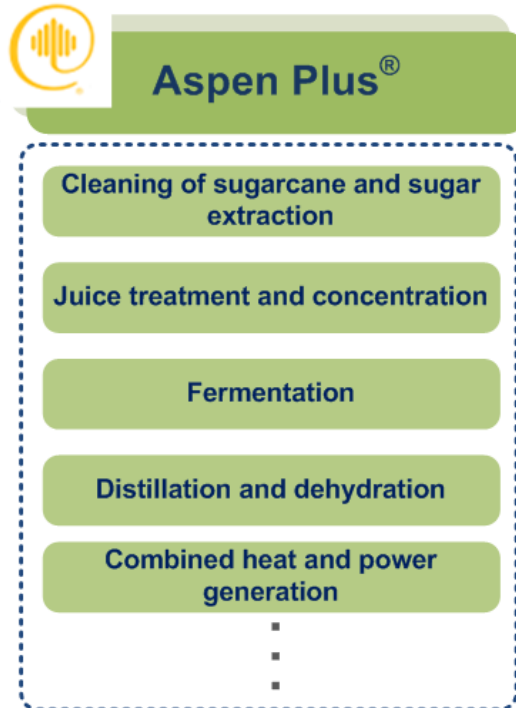 Aspen Plus®
Cleaning of sugarcane and sugar
extraction
Juice treatment and concentration
Fermentation
Distillation and dehydration
Combined heat and power
generation